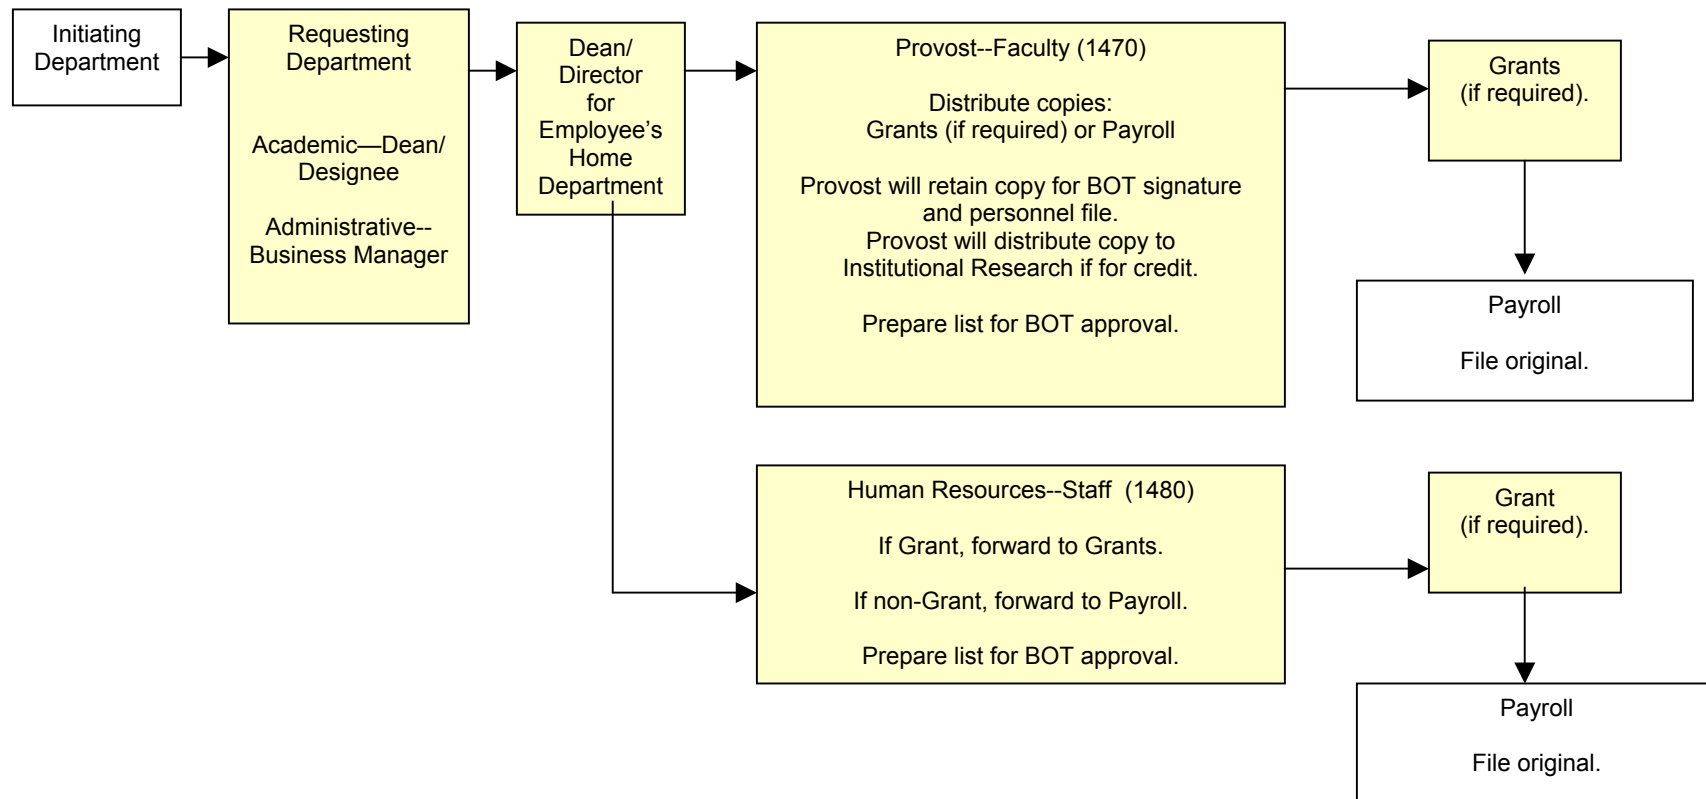 Initiating
Department
Requesting
Department
Academic—Dean/
Designee
Administrative--
Business Manager
Dean/
Director
for
Employee’s
Home
Department
Provost--Faculty (1470)
Distribute copies:
Grants (if required) or Payroll
Provost will retain copy for BOT signature
and personnel file.
Provost will distribute copy to
Institutional Research if for credit.
Prepare list for BOT approval.
Grants
(if required).
Payroll
File original.
Human Resources--Staff (1480)
If Grant, forward to Grants.
If non-Grant, forward to Payroll.
Prepare list for BOT approval.
Grant
(if required).
Payroll
File original.